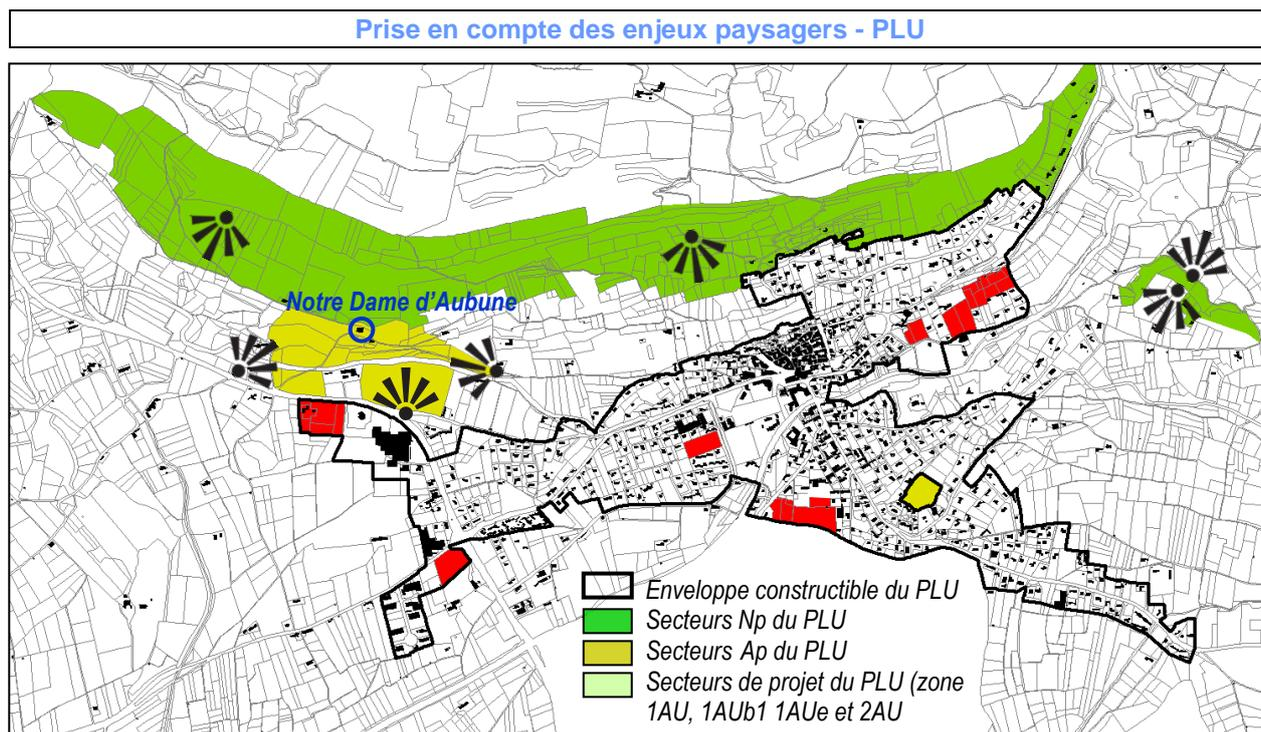 Prise en compte des enjeux paysagers - PLU
Notre Dame d'Aubune
Enveloppe constructible du PLU
Secteurs Np du PLU
Secteurs Ap du PLU
Secteurs de projet du PLU (zone
1AU, 1AUb1 1AUe et 2AU